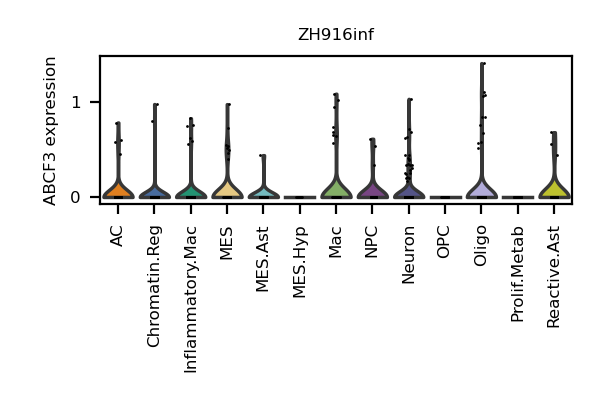 ZH916inf
ABCF3 expression
1
0
AC
Chromatin.Reg
Inflammatory.Mac
MES
MES.Ast
MES.Hyp
Mac
NPC
Neuron
OPC
Oligo
Prolif.Metab
Reactive.Ast